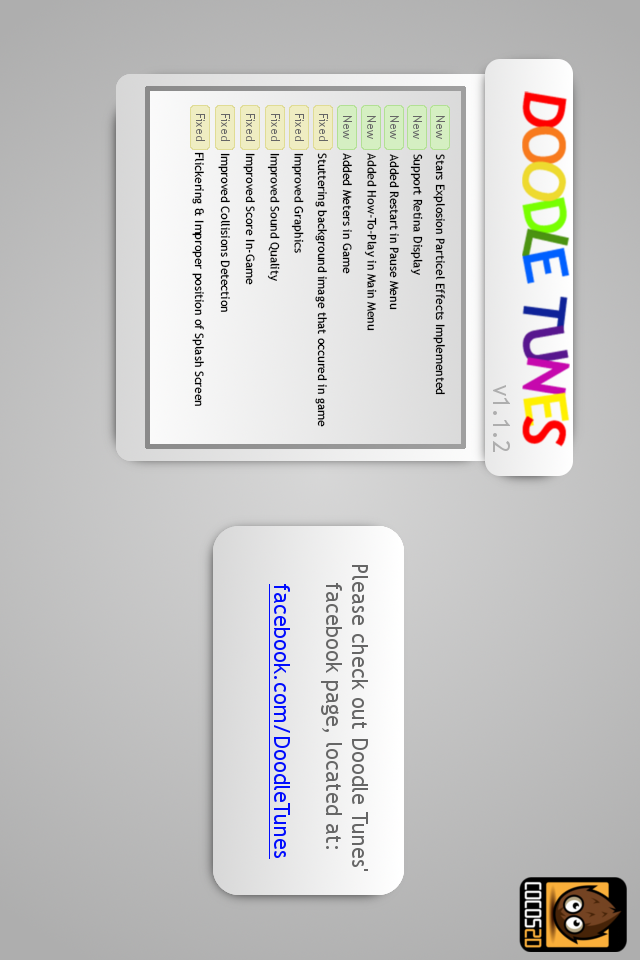 DOODLE TUNES
v1.1.2
New Stars Explosion Particel Effects Implemented
New Support Retina Display
New Added Restart in Pause Menu
New Added How-To-Play in Main Menu
New Added Meters in Game
Fixed Stuttering background image that occured in game
Fixed Improved Graphics
Fixed Improved Sound Quality
Fixed Improved Score In-Game
Fixed Improved Collisions Detection
Fixed Flickering & Improper position of Splash Screen
Please check out Doodle Tunes'
facebook page, located at:
facebook.com/DoodleTunes
COCOS2D